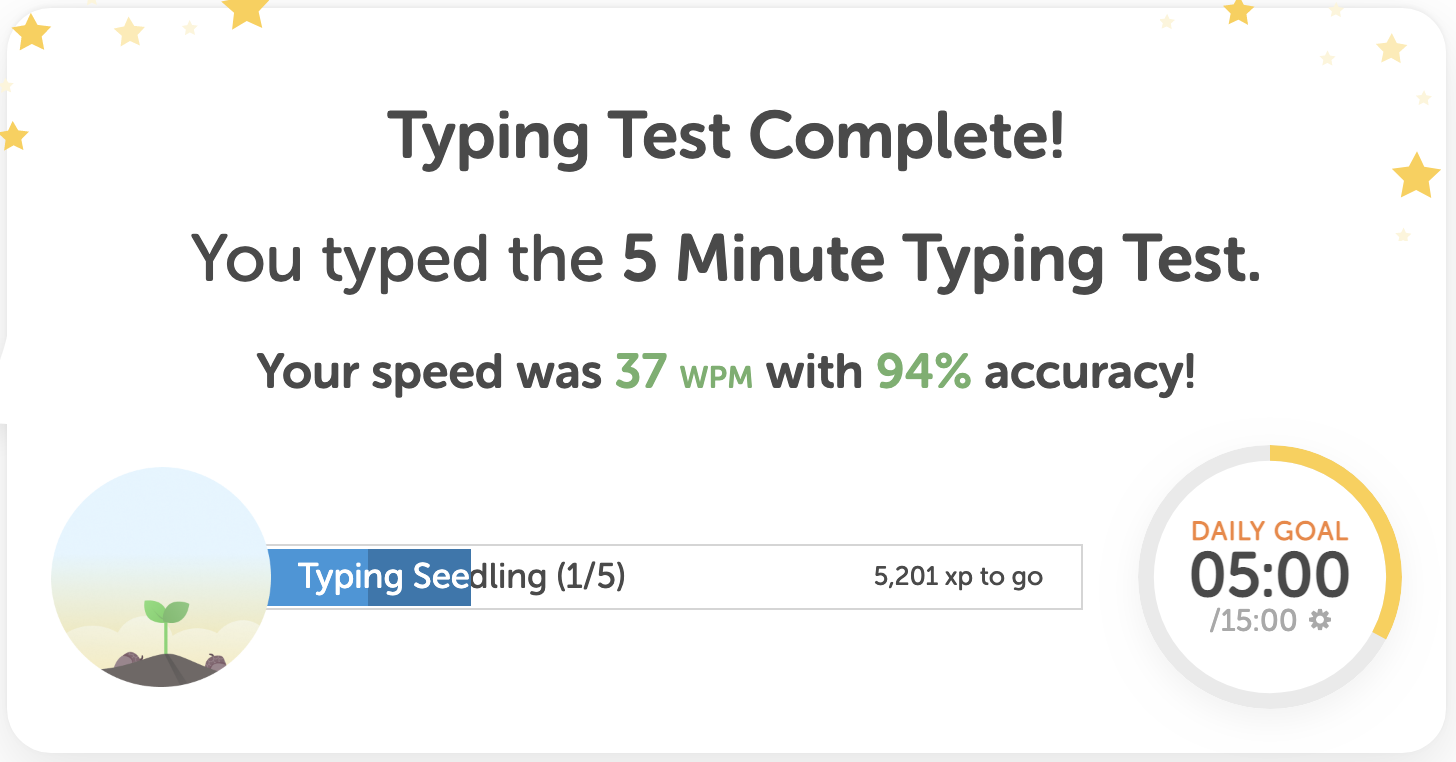 Typing Test Complete!
You typed the 5 Minute Typing Test.
Your speed was 37 WPM with 94% accuracy!
Typing Seedling (1/5)
5,201 xp to go
DAILY GOAL
05:00
/15:00